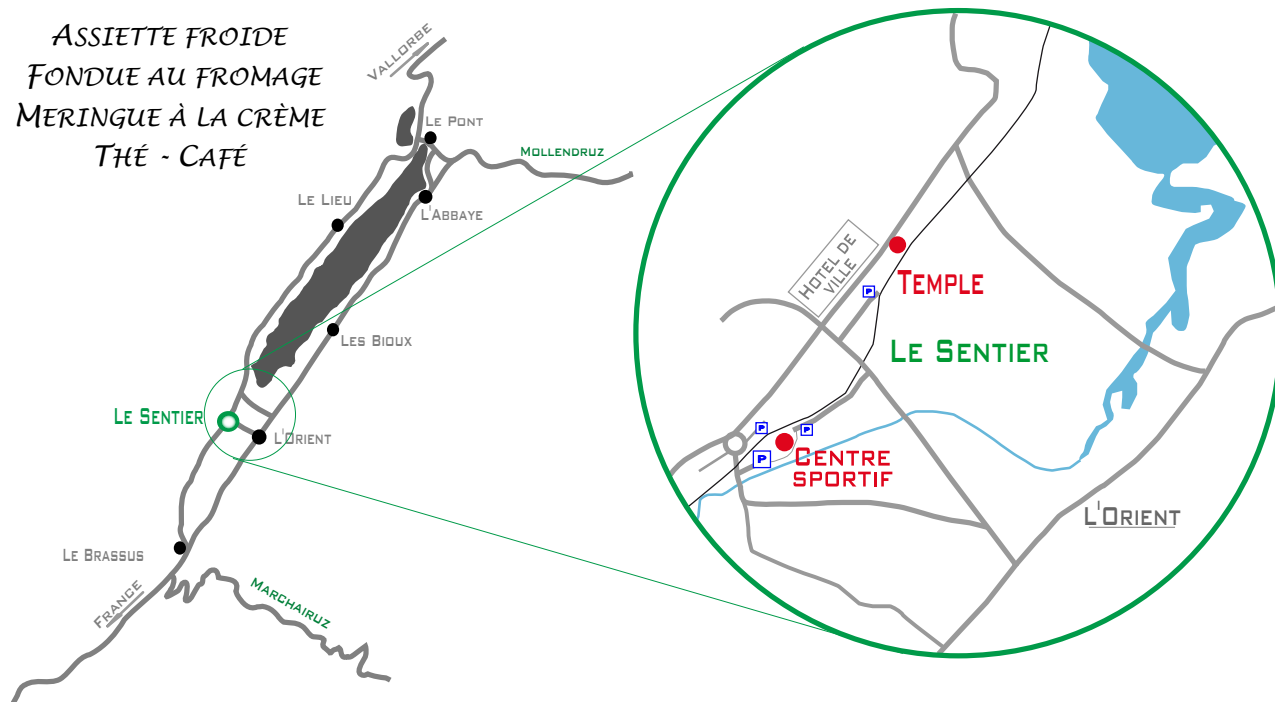 Assiette froide
Fondue au fromage
Meringue à la crème
Thé - Café
Vallorbe
Le Pont
Mollendruz
Le Lieu
L'Abbaye
Les Bioux
Le Sentier
L'Orient
Le Brassus
France
Marchairuz
Hotel de
ville
Temple
P
Le Sentier
P
P
P
Centre
sportif
L'Orient